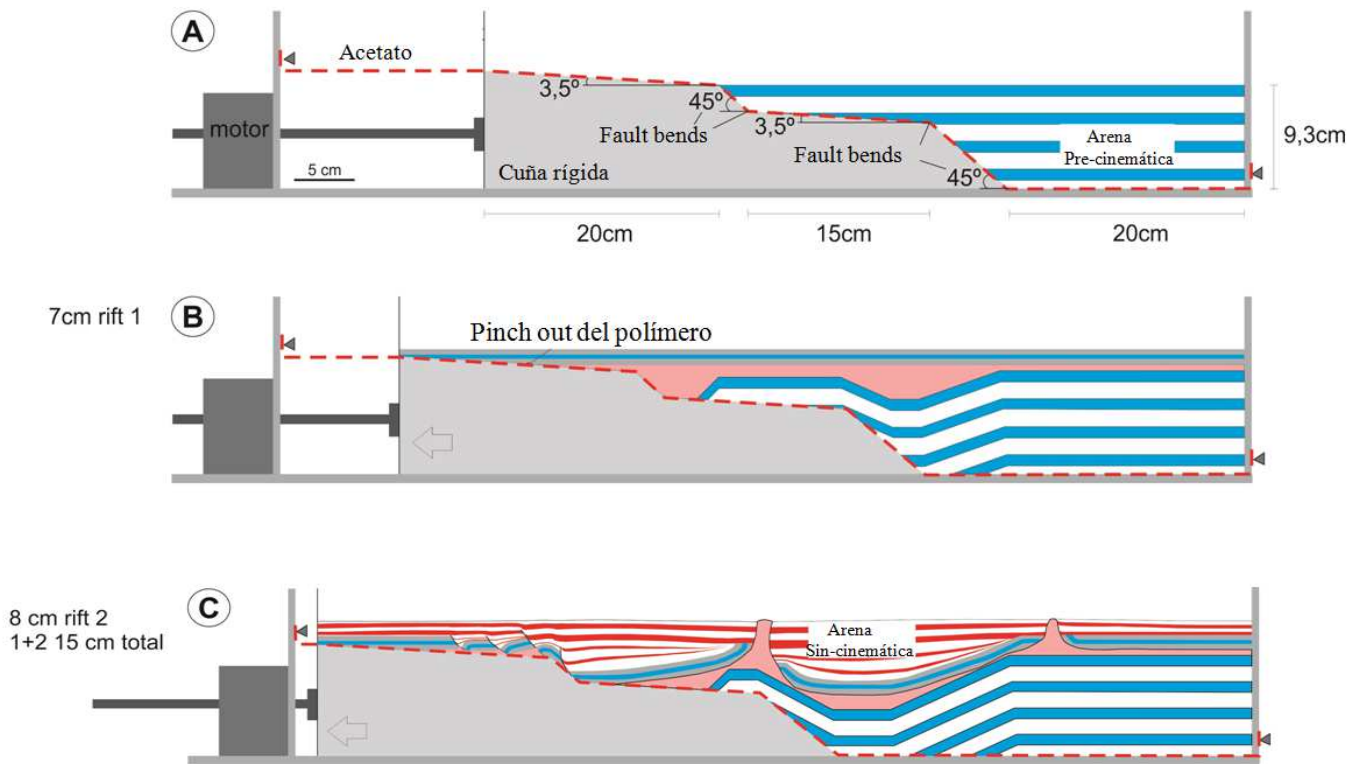 A
Acetato
3,5º
45º
motor
Fault bends
3,5º
Fault bends
Arena
Pre-cinemática
9,3cm
5 cm
Cuña rígida
45º
20cm
15cm
20cm
7cm rift 1
B
Pinch out del polímero
8 cm rift 2
1+2 15 cm total
C
Arena
Sin-cinemática